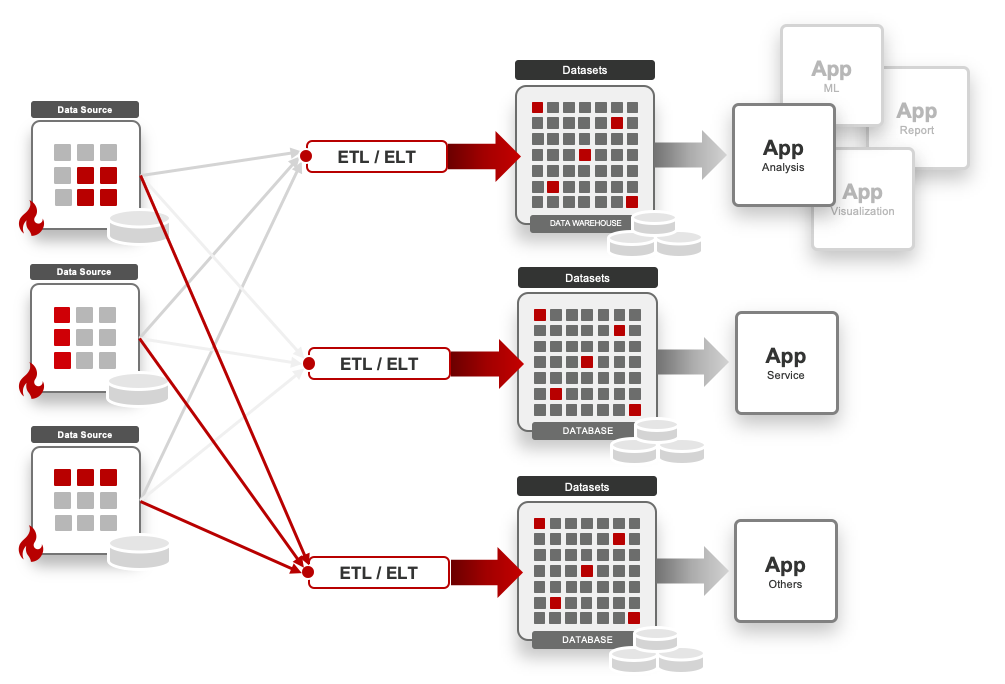 Data Source
Data Source
Data Source
ETL / ELT
ETL / ELT
ETL / ELT
Datasets
DATA WAREHOUSE
Datasets
DATABASE
Datasets
DATABASE
App
ML
App
Report
App
Analysis
App
Visualization
App
Service
App
Others